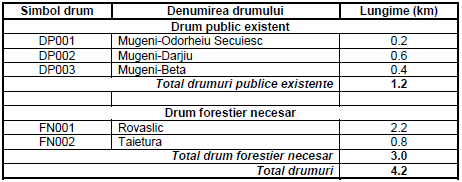 Simbol drum Denumirea drumului Lungime (km)
Drum public existent
DP001 Mugeni-Odorheiu Secuiesc 0.2
DP002 Mugeni-Darjiu 0.6
DP003 Mugeni-Beta 0.4
Total drumuri publice existente 1.2
Drum forestier necesar
FN001 Rovaslic 2.2
FN002 Taietura 0.8
Total drum forestier necesar 3.0
Total drumuri 4.2